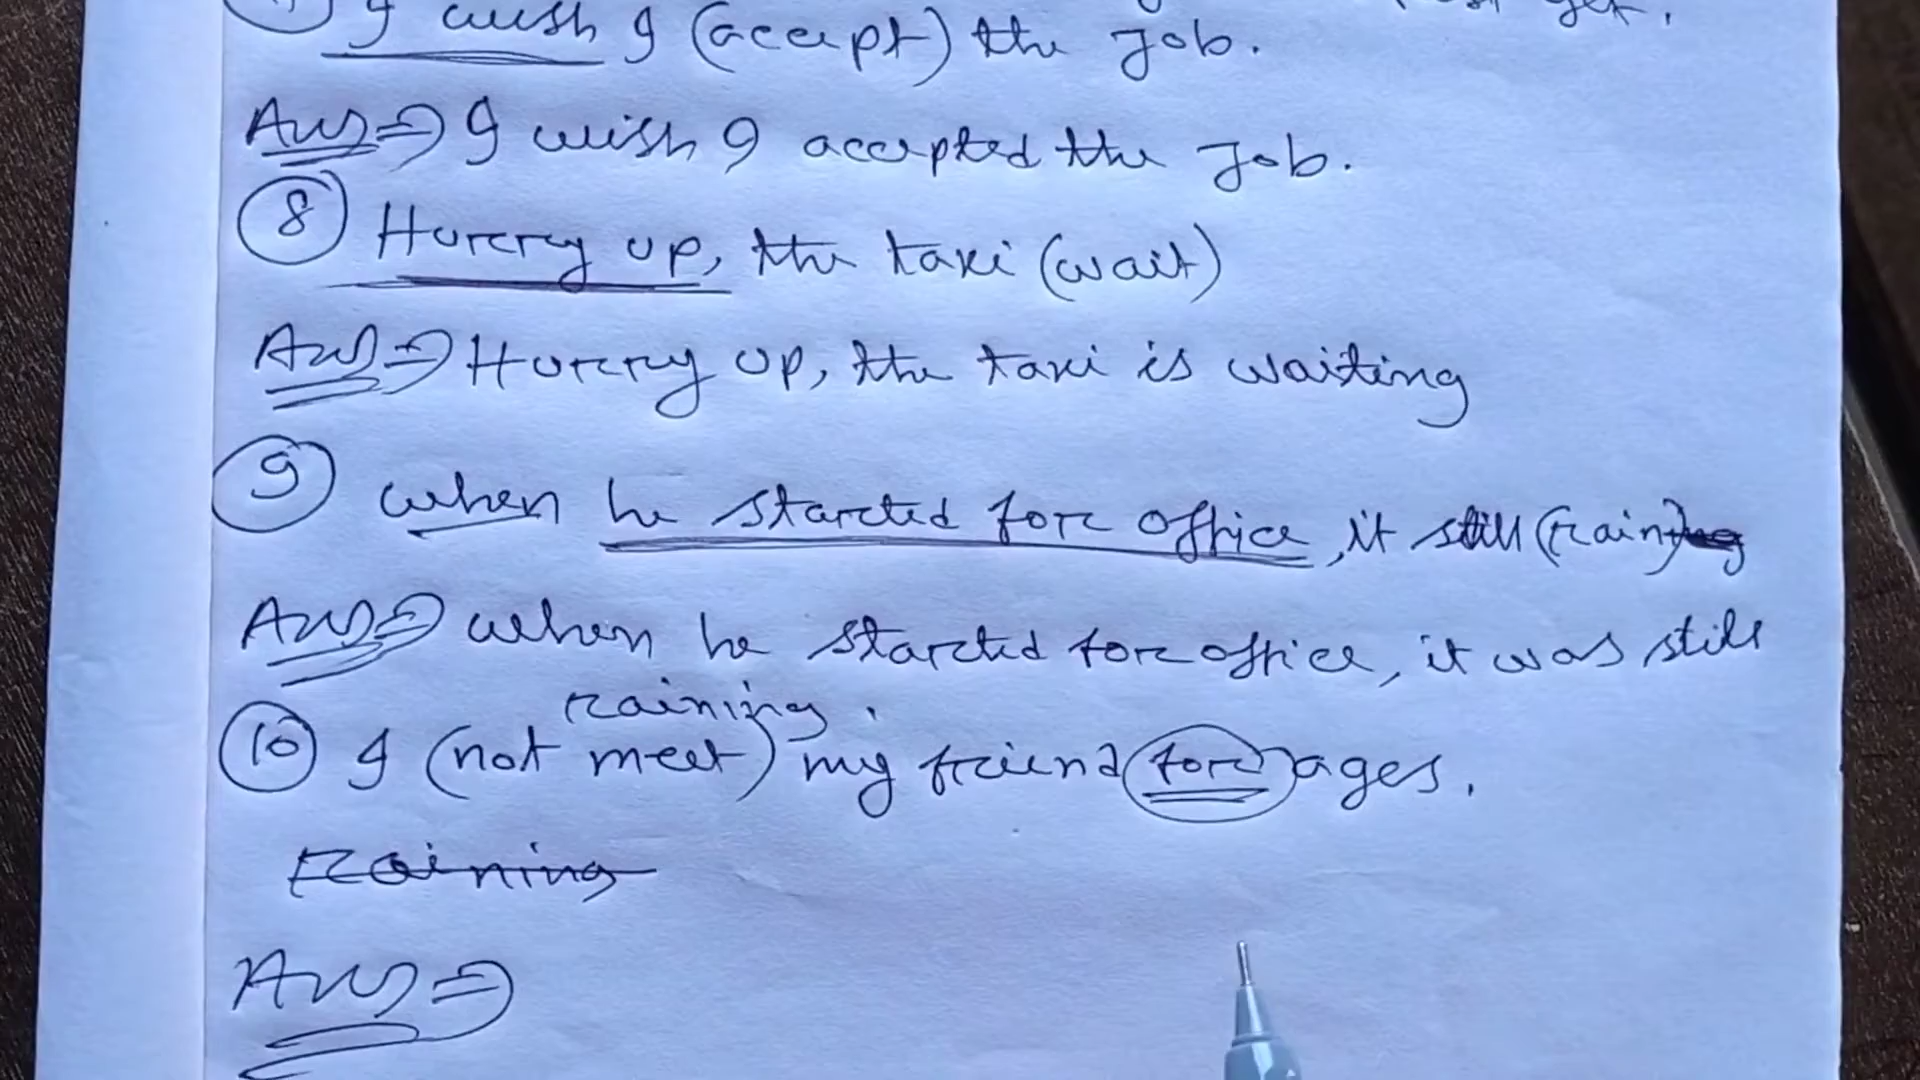 I wish I (accept) the job.
Ans⇒ I wish I accepted the Job.
8 Hurry up, the taxi (wait)
Ans⇒ Hurry up, the taxi is waiting
9 when he started for office, it still (rain)
Ans⇒ when he started for office, it was still
raining.
10 I (not meet) my friend for ages.
raining
Ans⇒